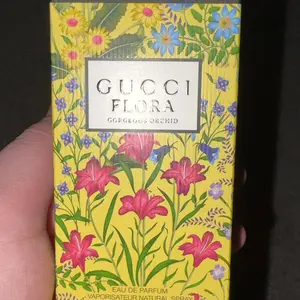 GUCCI
FLORA
GORGEOUS ORCHID
EAU DE PARFUM
VAPORISATEUR NATURAL SPRAY